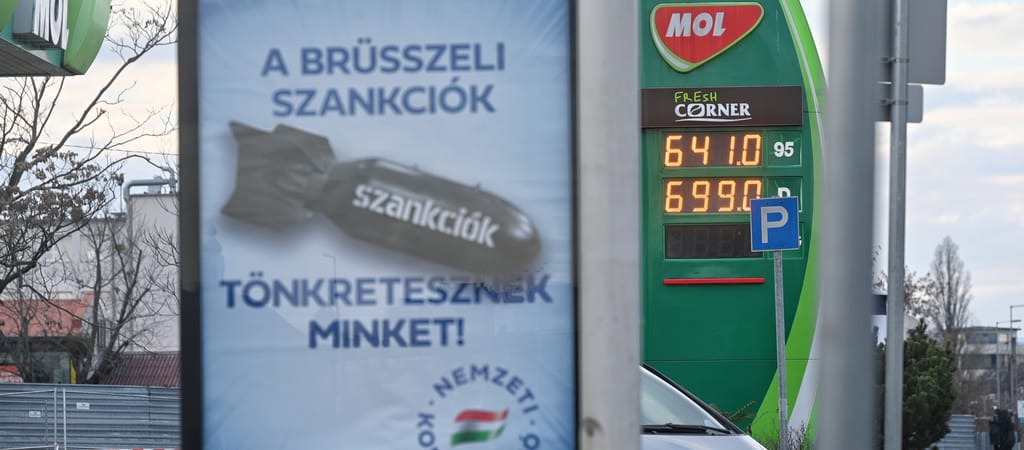 MOL
A BRÜSSZELI
SZANKCIÓK
szankciók
TÖNKRETESZNEK
MINKET!
NEMZETI
MOL
FRESH
CORNER
641.0 95
699.0
P